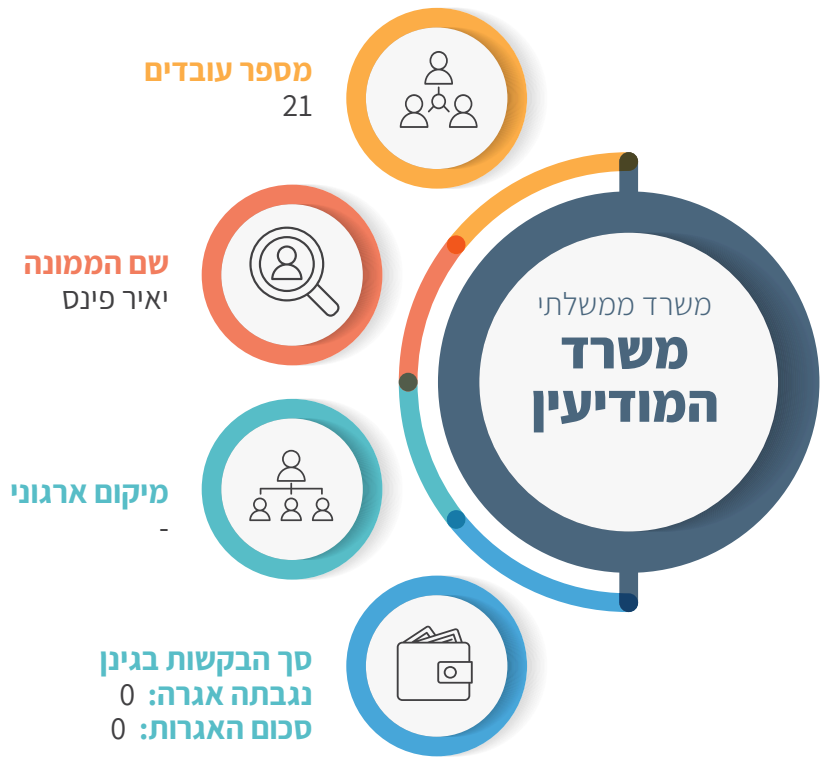 מספר עובדים
21
שם הממונה
יאיר פינס
מיקום ארגוני
-
סך הבקשות בגינן
נגבתה אגרה: 0
סכום האגרות: 0
משרד ממשלתי
משרד
המודיעין